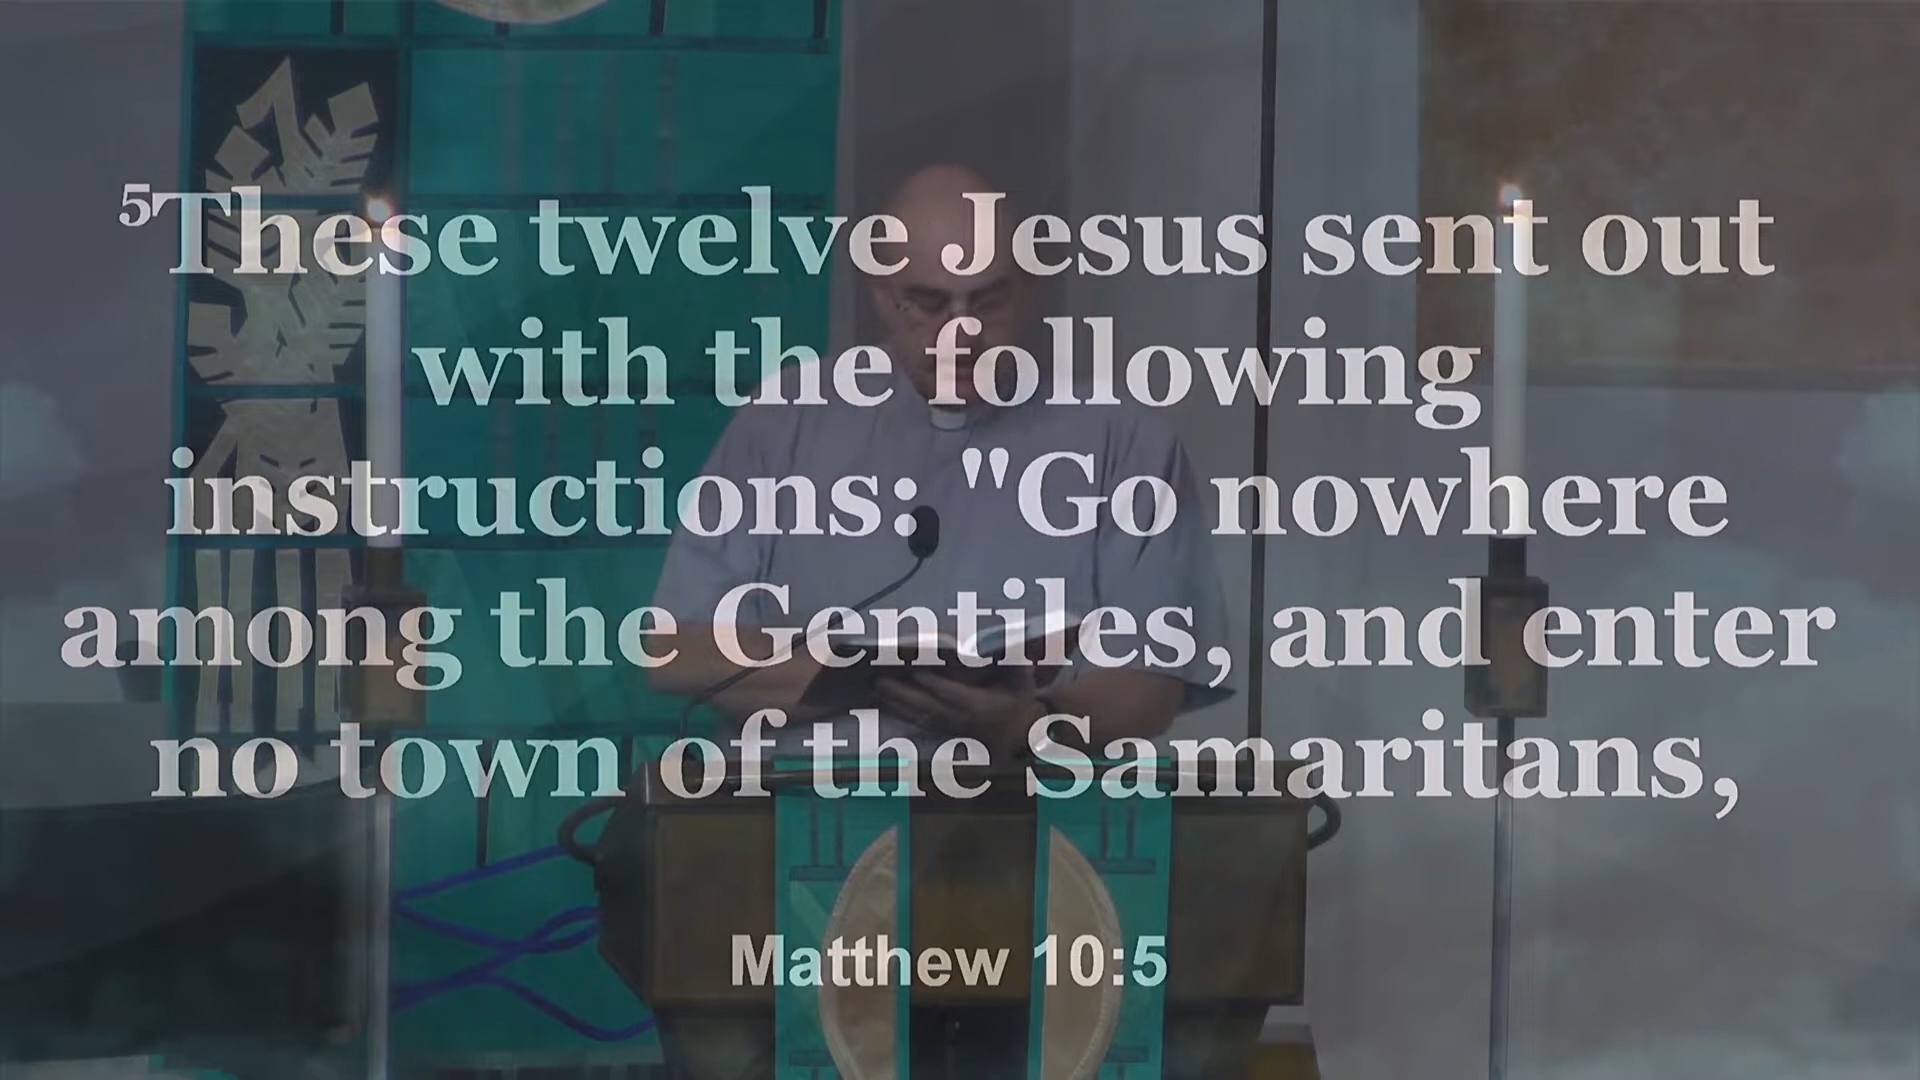 ⁵These twelve Jesus sent out
with the following
instructions: "Go nowhere
among the Gentiles, and enter
no town of the Samaritans,
Matthew 10:5